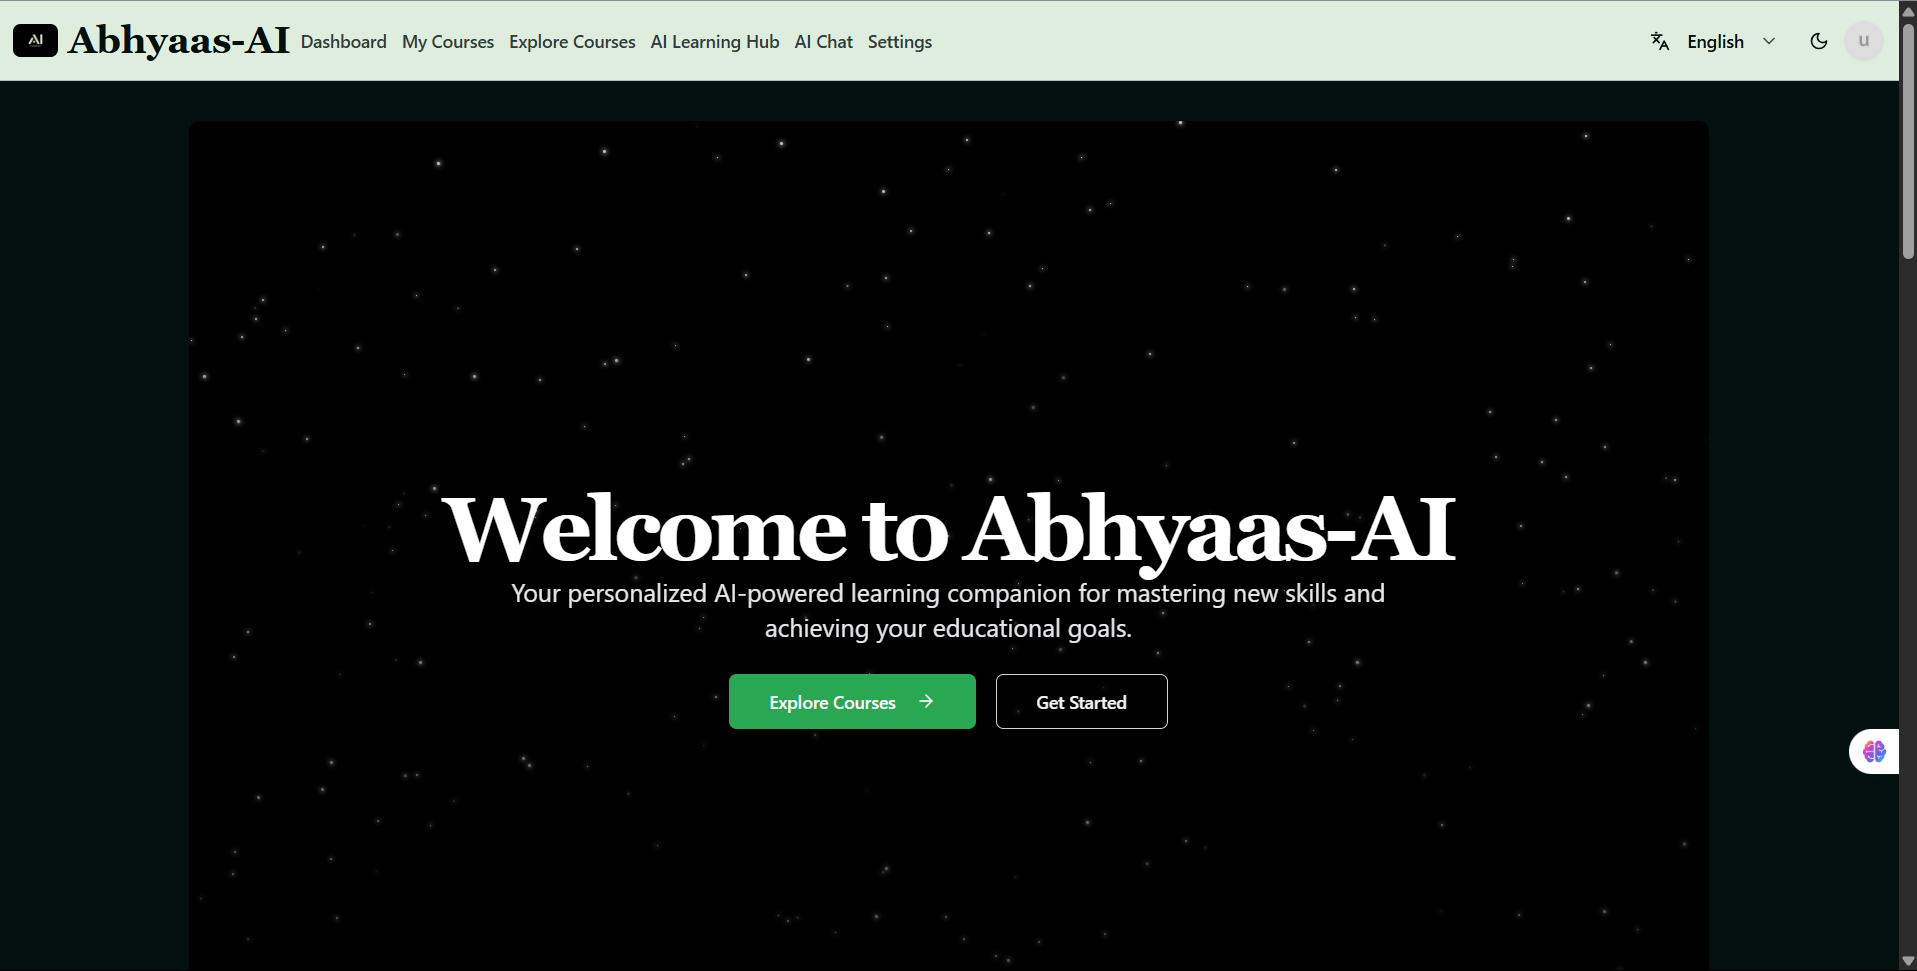 AI Abhyaas-AI Dashboard My Courses Explore Courses AI Learning Hub AI Chat Settings English u
Welcome to Abhyaas-AI
Your personalized AI-powered learning companion for mastering new skills and
achieving your educational goals.
Explore Courses Get Started